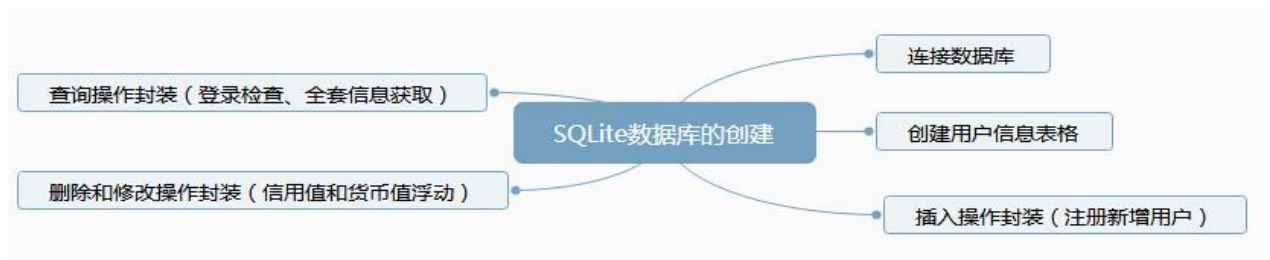 SQLite数据库的创建
连接数据库
创建用户信息表格
插入操作封装（注册新增用户）
查询操作封装（登录检查、全套信息获取）
删除和修改操作封装（信用值和货币值浮动）